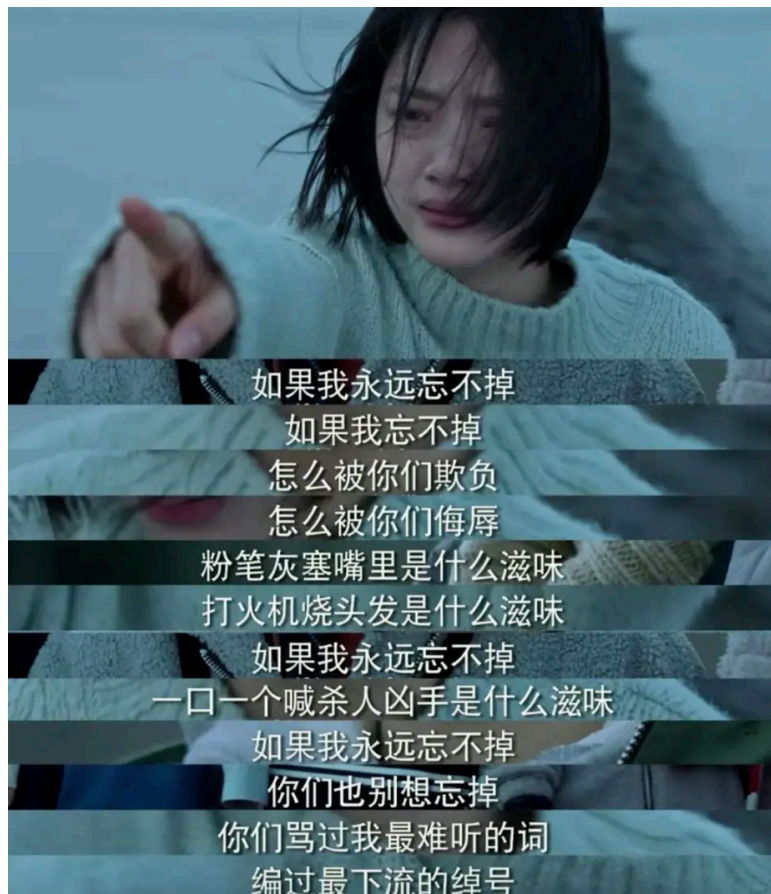 如果我永远忘不掉
如果我忘不掉
怎么被你们欺负
怎么被你们侮辱
粉笔灰塞嘴里是什么滋味
打火机烧头发是什么滋味
如果我永远忘不掉
一口一个喊杀人凶手是什么滋味
如果我永远忘不掉
你们也别想忘掉
你们骂过我最难听的词
编过最下流的绰号